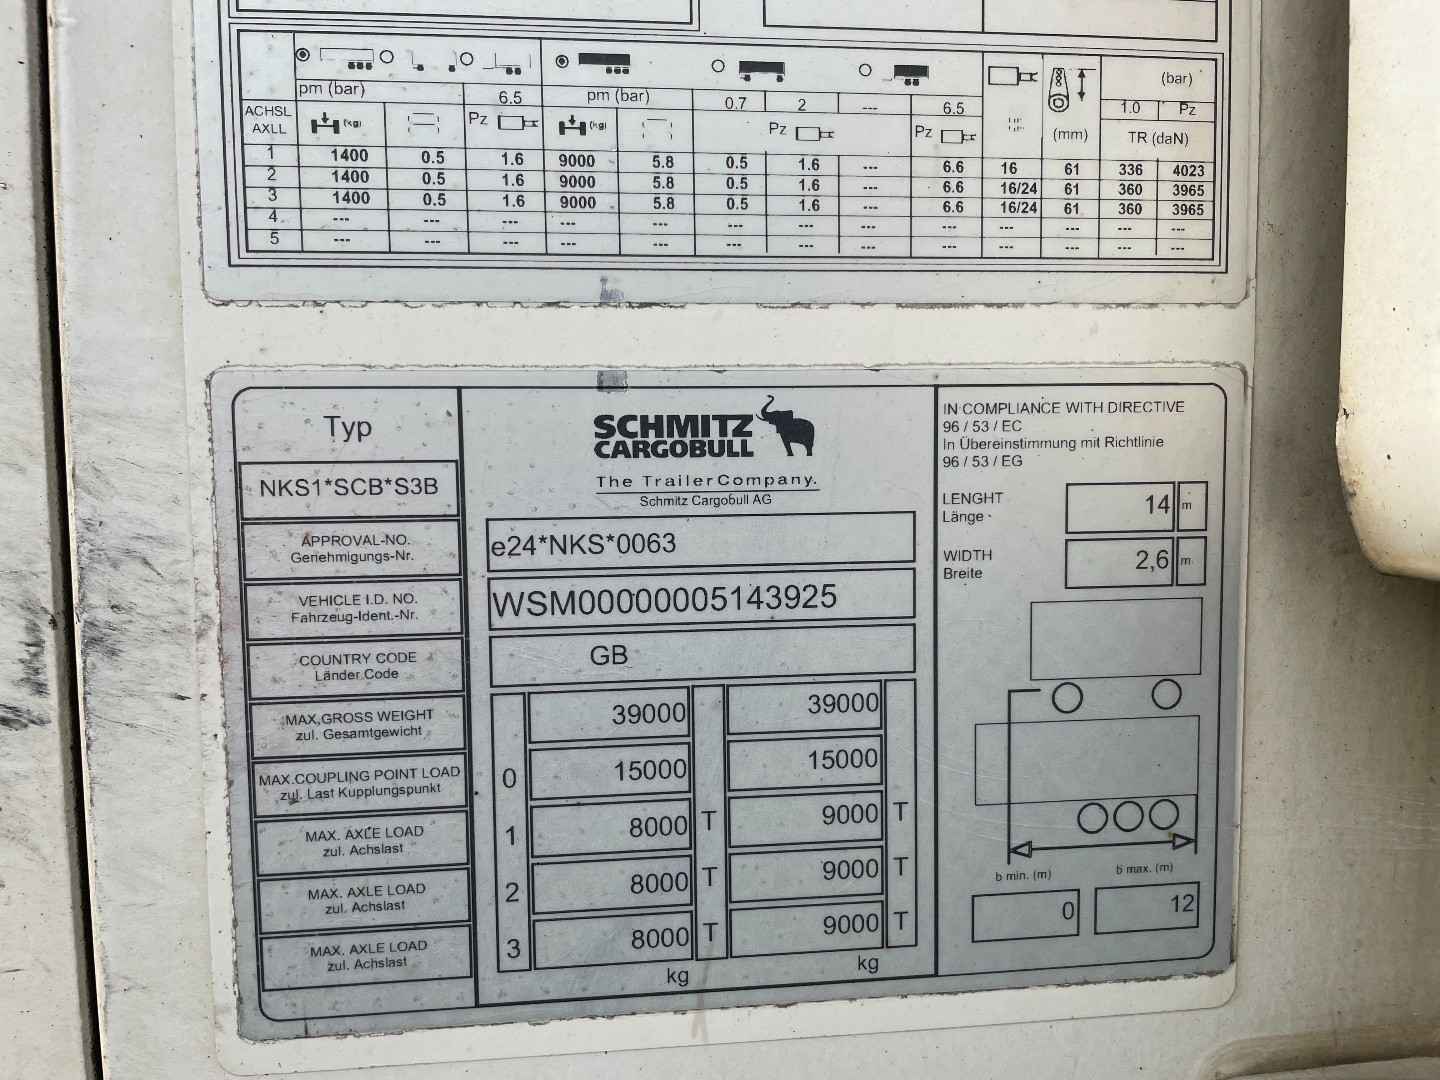 pm (bar) 6.5 pm (bar) 0.7 2 --- 6.5 (bar)
1.0 Pz
ACHSL
AXLL (kg) Pz (kg) Pz Pz (mm) TR (daN)
1 1400 0.5 1.6 9000 5.8 0.5 1.6 --- 6.6 16 61 336 4023
2 1400 0.5 1.6 9000 5.8 0.5 1.6 --- 6.6 16/24 61 360 3965
3 1400 0.5 1.6 9000 5.8 0.5 1.6 --- 6.6 16/24 61 360 3965
4 --- --- --- --- --- --- --- --- --- --- --- --- ---
5 --- --- --- --- --- --- --- --- --- --- --- --- ---
Typ
NKS1*SCB*S3B
SCHMITZ
CARGOBULL
The Trailer Company.
Schmitz Cargobull AG
APPROVAL-NO.
Genehmigungs-Nr.
e24*NKS*0063
VEHICLE I.D. NO.
Fahrzeug-Ident.-Nr.
WSM00000005143925
COUNTRY CODE
Länder Code
GB
MAX,GROSS WEIGHT
zul. Gesamtgewicht
39000 39000
MAX.COUPLING POINT LOAD
zul. Last Kupplungspunkt
0 15000 15000
MAX. AXLE LOAD
zul. Achslast
1 8000 T 9000 T
MAX. AXLE LOAD
zul. Achslast
2 8000 T 9000 T
MAX. AXLE LOAD
zul. Achslast
3 8000 T 9000 T
kg kg
IN COMPLIANCE WITH DIRECTIVE
96 / 53 / EC
In Übereinstimmung mit Richtlinie
96 / 53 / EG
LENGHT
Länge
14 m
WIDTH
Breite
2,6 m
b min. (m) b max. (m)
0 12